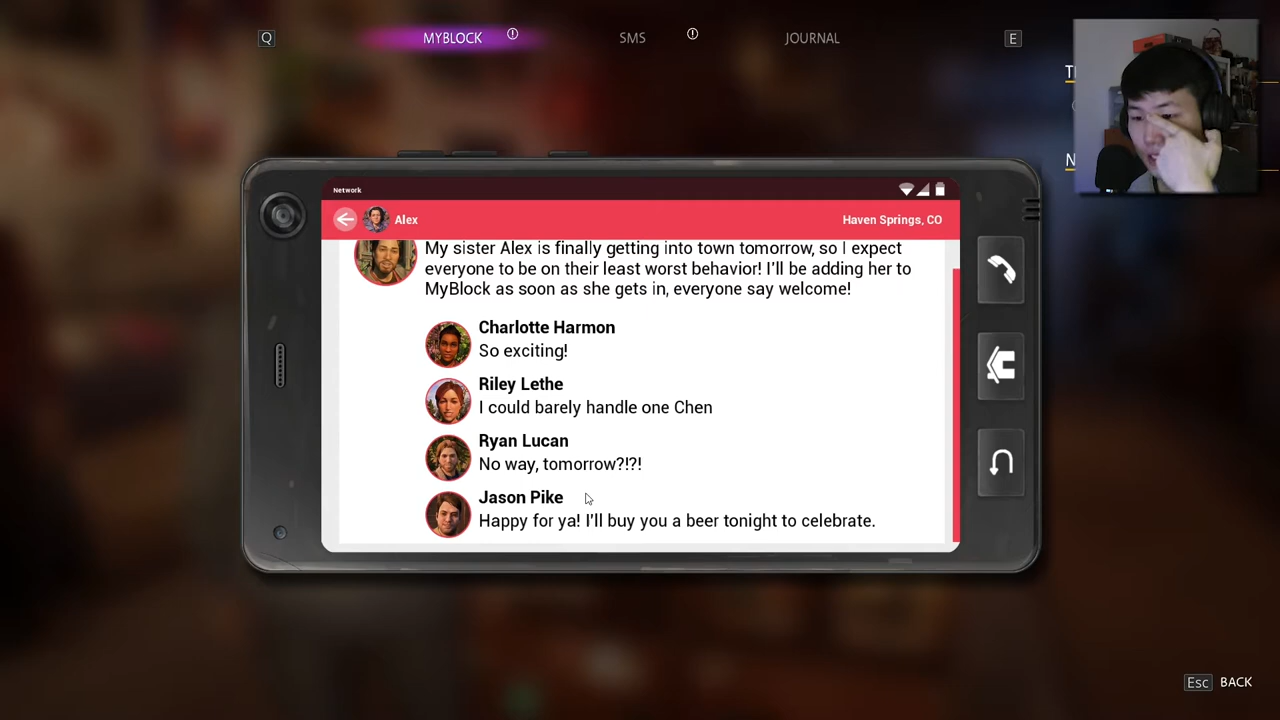 Q
MYBLOCK
SMS
JOURNAL
E
Network
Alex
Haven Springs, CO
My sister Alex is finally getting into town tomorrow, so I expect
everyone to be on their least worst behavior! I'll be adding her to
MyBlock as soon as she gets in, everyone say welcome!
Charlotte Harmon
So exciting!
Riley Lethe
I could barely handle one Chen
Ryan Lucan
No way, tomorrow?!?!
Jason Pike
Happy for ya! I'll buy you a beer tonight to celebrate.
Esc BACK